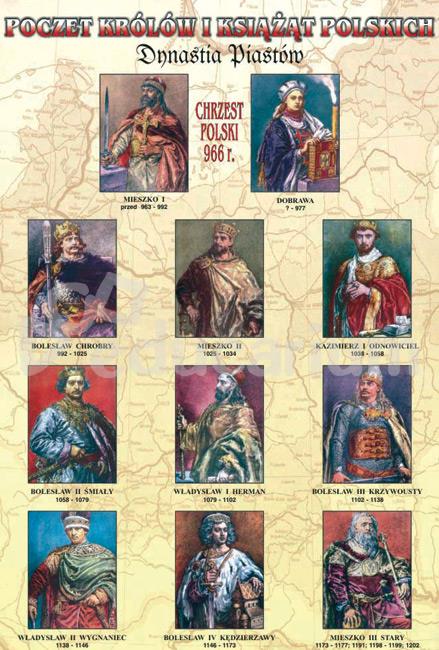 POCZET KRÓLÓW I KSIĄŻĄT POLSKICH
Dynastia Piastów
CHRZEST
POLSKI
966 r.
MIESZKO I
przed 963 - 992
DOBRAWA
? - 977
BOLESŁAW CHROBRY
992 - 1025
MIESZKO II
1025 - 1034
KAZIMIERZ I ODNOWICIEL
1038 - 1058
BOLESŁAW II ŚMIAŁY
1058 - 1079
WŁADYSŁAW I HERMAN
1079 - 1102
BOLESŁAW III KRZYWOUSTY
1102 - 1138
WŁADYSŁAW II WYGNANIEC
1138 - 1146
BOLESŁAW IV KĘDZIERZAWY
1146 - 1173
MIESZKO III STARY
1173 - 1177; 1191; 1198 - 1199; 1202